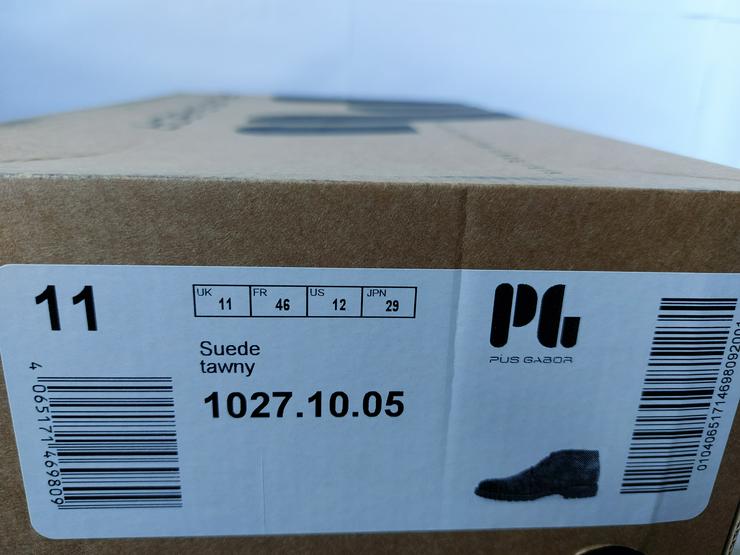 11
UK 11 FR 46 US 12 JPN 29
Suede
tawny
1027.10.05
4 065171 469809
PG
PIUS GABOR
01040651714698092001